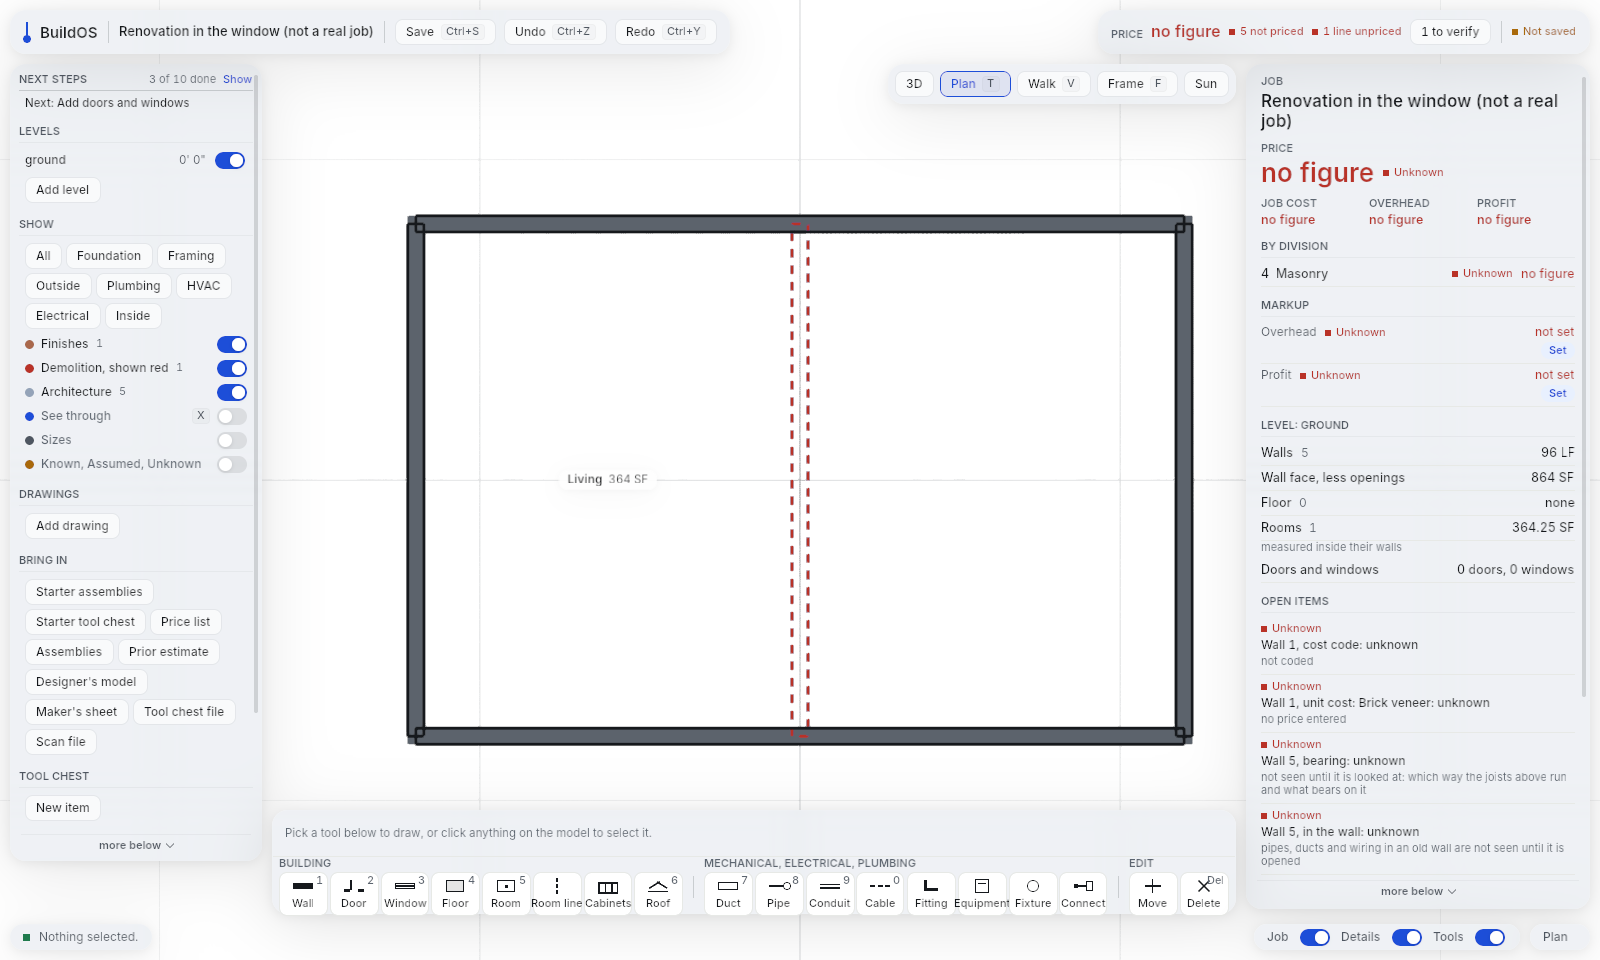 BuildOS
Renovation in the window (not a real job)
Save Ctrl+S
Undo Ctrl+Z
Redo Ctrl+Y
PRICE no figure 5 not priced 1 line unpriced 1 to verify Not saved
3D Plan T Walk V Frame F Sun
NEXT STEPS 3 of 10 done Show
Next: Add doors and windows
LEVELS
ground 0' 0"
Add level
SHOW
All Foundation Framing
Outside Plumbing HVAC
Electrical Inside
Finishes 1
Demolition, shown red 1
Architecture 5
See through X
Sizes
Known, Assumed, Unknown
DRAWINGS
Add drawing
BRING IN
Starter assemblies
Starter tool chest Price list
Assemblies Prior estimate
Designer's model
Maker's sheet Tool chest file
Scan file
TOOL CHEST
New item
more below
Nothing selected.
Living 364 SF
Pick a tool below to draw, or click anything on the model to select it.
BUILDING
Wall 1
Door 2
Window 3
Floor 4
Room 5
Room line
Cabinets
Roof 6
MECHANICAL, ELECTRICAL, PLUMBING
Duct 7
Pipe 8
Conduit 9
Cable 0
Fitting
Equipment
Fixture
Connect
EDIT
Move
Delete Del
JOB
Renovation in the window (not a real
job)
PRICE
no figure Unknown
JOB COST OVERHEAD PROFIT
no figure no figure no figure
BY DIVISION
4 Masonry Unknown no figure
MARKUP
Overhead Unknown not set
Set
Profit Unknown not set
Set
LEVEL: GROUND
Walls 5 96 LF
Wall face, less openings 864 SF
Floor 0 none
Rooms 1 364.25 SF
measured inside their walls
Doors and windows 0 doors, 0 windows
OPEN ITEMS
Unknown
Wall 1, cost code: unknown
not coded
Unknown
Wall 1, unit cost: Brick veneer: unknown
no price entered
Unknown
Wall 5, bearing: unknown
not seen until it is looked at: which way the joists above run
and what bears on it
Unknown
Wall 5, in the wall: unknown
pipes, ducts and wiring in an old wall are not seen until it is
opened
more below
Job Details Tools Plan